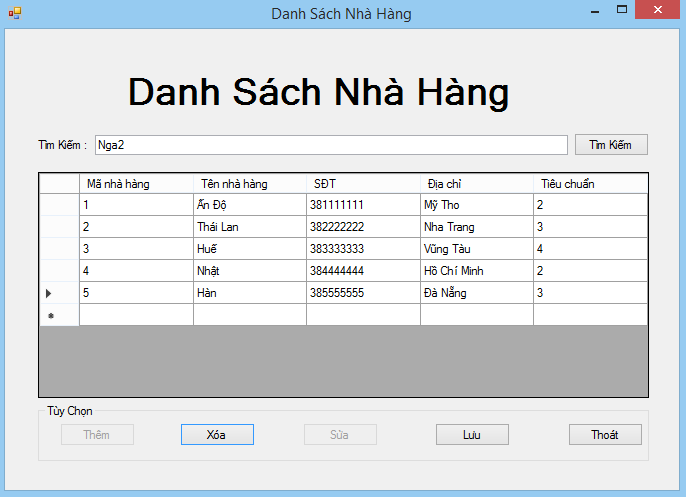 Danh Sách Nhà Hàng
Danh Sách Nhà Hàng
Tìm Kiếm : Nga2 Tìm Kiếm
Mã nhà hàng Tên nhà hàng SĐT Địa chỉ Tiêu chuẩn
1 Ấn Độ 381111111 Mỹ Tho 2
2 Thái Lan 382222222 Nha Trang 3
3 Huế 383333333 Vũng Tàu 4
4 Nhật 384444444 Hồ Chí Minh 2
5 Hàn 385555555 Đà Nẵng 3
Tùy Chọn
Thêm Xóa Sửa Lưu Thoát